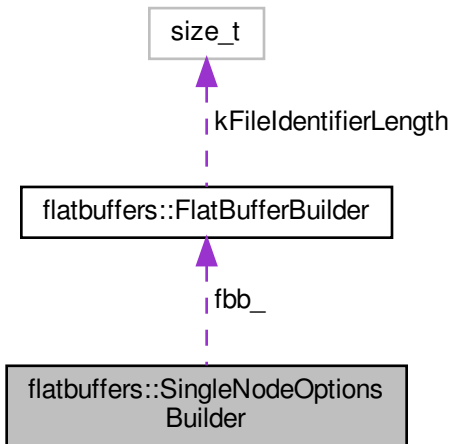 size_t
kFileIdentifierLength
flatbuffers::FlatBufferBuilder
fbb_
flatbuffers::SingleNodeOptions
Builder